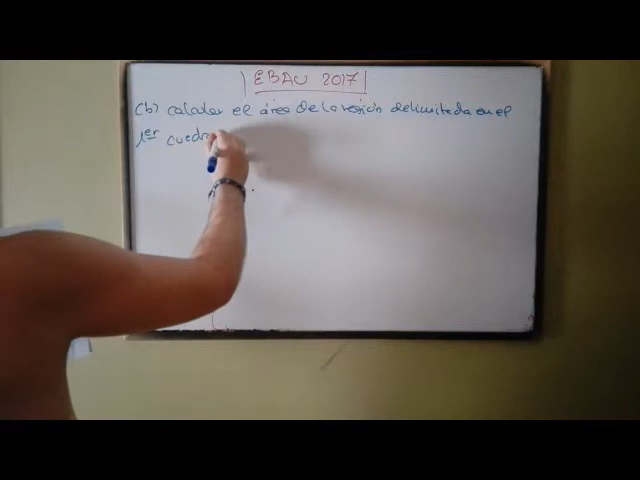 EBAU 2017
(b) calcular el área de la región delimitada en el
1er cuadr